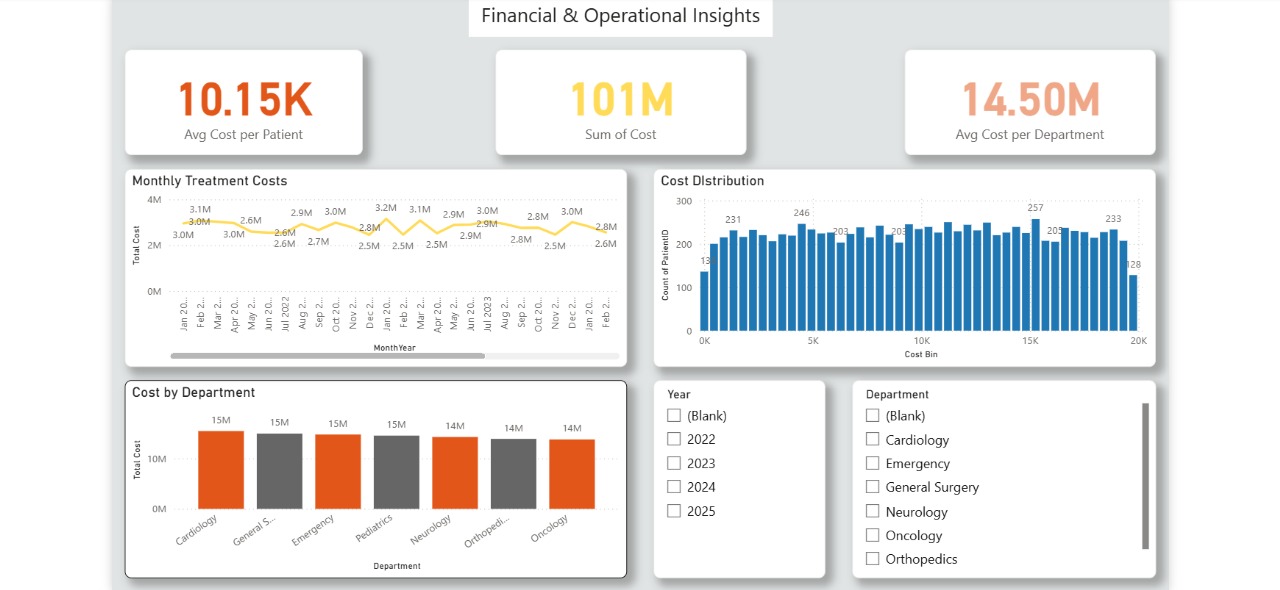 Financial & Operational Insights
10.15K
Avg Cost per Patient
101M
Sum of Cost
14.50M
Avg Cost per Department
Monthly Treatment Costs
Total Cost
4M
2M
0M
3.0M
3.1M
3.0M
3.0M
2.6M
2.6M
2.6M
2.9M
2.7M
3.0M
2.8M
2.5M
3.2M
2.5M
3.1M
2.5M
2.9M
2.9M
3.0M
2.9M
2.8M
2.8M
2.5M
3.0M
2.8M
2.6M
Jan 20...
Feb 2...
Mar 2...
Apr 20...
May 2...
Jun 20...
Jul 2022
Aug 2...
Sep 2...
Oct 20...
Nov 2...
Dec 2...
Jan 20...
Feb 2...
Mar 2...
Apr 20...
May 2...
Jun 20...
Jul 2023
Aug 2...
Sep 2...
Oct 20...
Nov 2...
Dec 2...
Jan 20...
Feb 2...
MonthYear
Cost DIstribution
Count of PatientID
300
200
100
0
231
246
203
203
257
205
233
128
0K
5K
10K
15K
20K
Cost Bin
Cost by Department
Total Cost
10M
0M
15M
15M
15M
15M
14M
14M
14M
Cardiology
General S...
Emergency
Pediatrics
Neurology
Orthopedi...
Oncology
Department
Year
(Blank)
2022
2023
2024
2025
Department
(Blank)
Cardiology
Emergency
General Surgery
Neurology
Oncology
Orthopedics